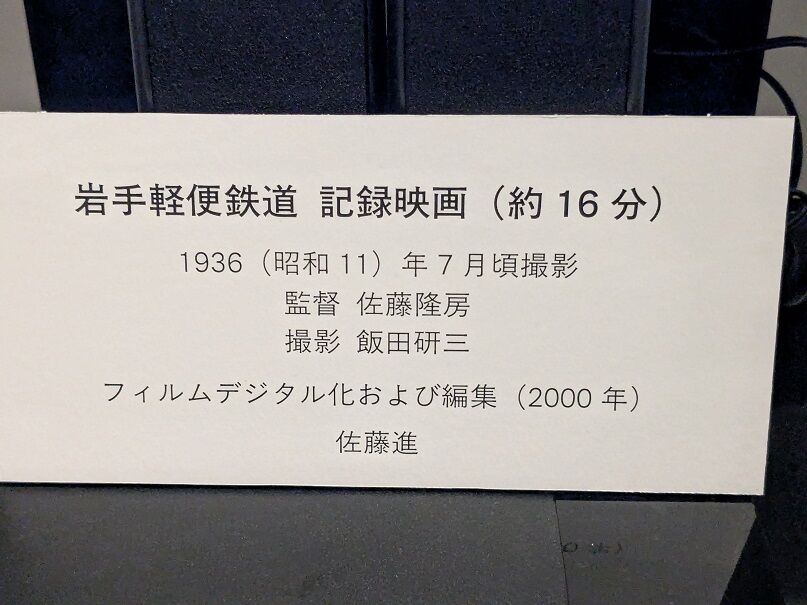 岩手軽便鉄道 記録映画（約 16 分）
1936（昭和 11）年 7 月頃撮影
監督 佐藤隆房
撮影 飯田研三
フィルムデジタル化および編集（2000 年）
佐藤進